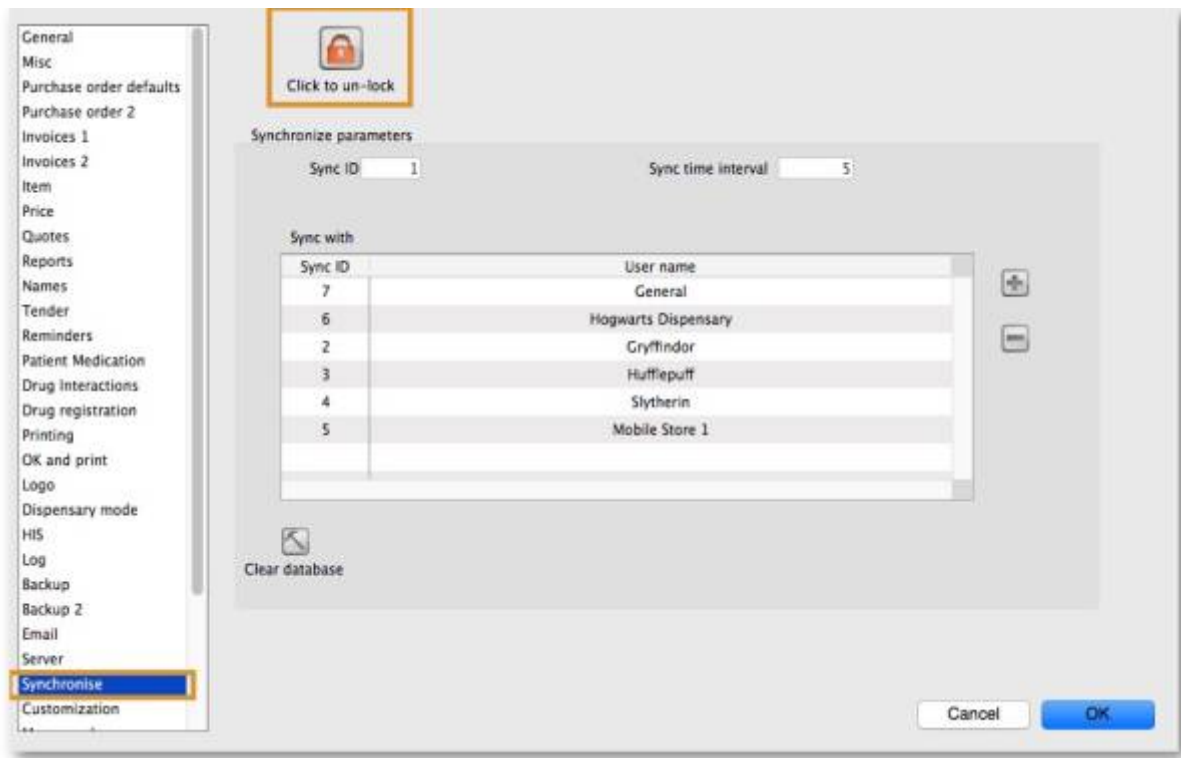 General
Misc
Purchase order defaults
Purchase order 2
Invoices 1
Invoices 2
Item
Price
Quotes
Reports
Names
Tender
Reminders
Patient Medication
Drug Interactions
Drug registration
Printing
OK and print
Logo
Dispensary mode
HIS
Log
Backup
Backup 2
Email
Server
Synchronise
Customization
Click to un-lock
Synchronize parameters
Sync ID 1 Sync time interval 5
Sync with
Sync ID User name
7 General
6 Hogwarts Dispensary
2 Gryffindor
3 Hufflepuff
4 Slytherin
5 Mobile Store 1
Clear database
Cancel OK